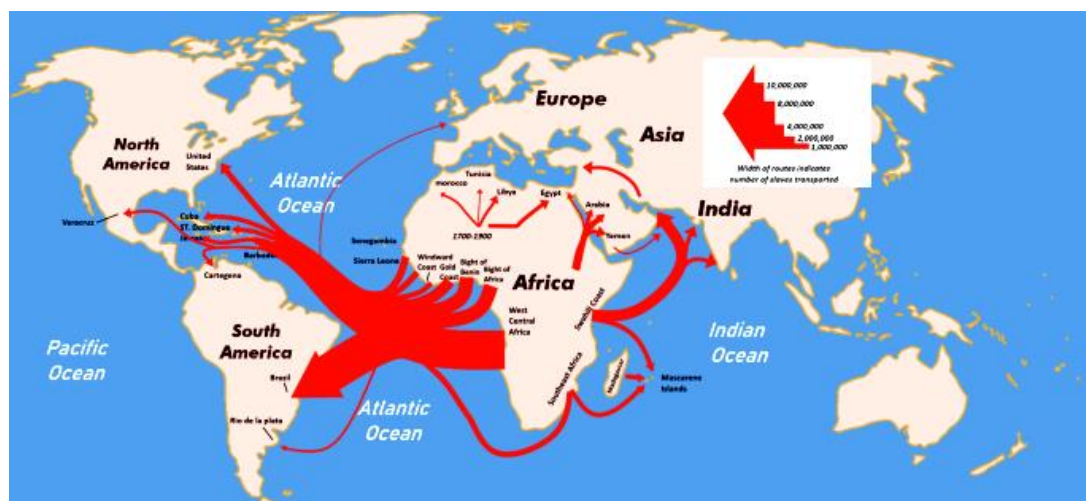 Europe
Asia
10,000,000
8,000,000
4,000,000
2,000,000
1,000,000
Width of routes indicates
number of slaves transported
North
America
United
States
Atlantic
Ocean
Tunisia
morocco
Libya
Egypt
Arabia
India
Veracruz
Cuba
ST. Domingue
Barbados
Cartegena
1700-1900
Yemen
Senegambia
Sierra Leone
Windward
Coast
Gold
Coast
Bight of
Benin
Bight of
Africa
Africa
West
Central
Africa
Swahili Coast
South
America
Pacific
Ocean
Indian
Ocean
Brazil
Southeast Africa
Madagascar
Mascarene
Islands
Atlantic
Ocean
Rio de la plata